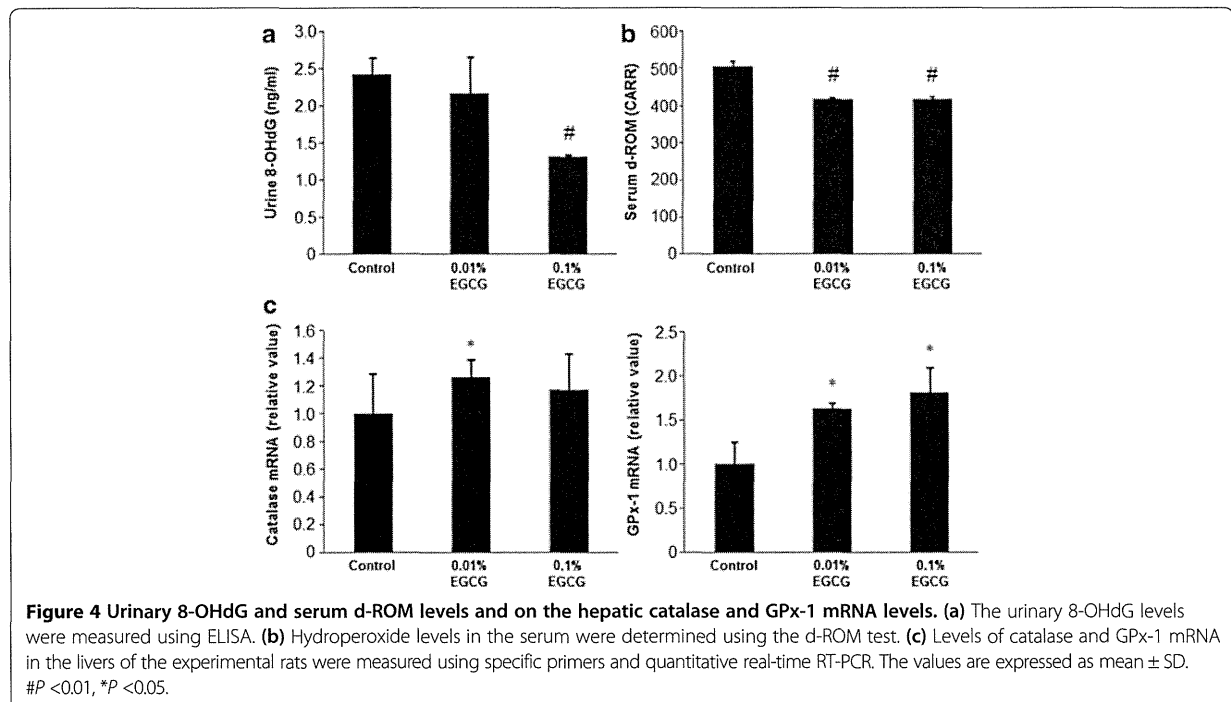 a
Urine 8-OHdG (ng/ml)
3.0
2.5
2.0
1.5
1.0
0.5
0
#
Control
0.01%
EGCG
0.1%
EGCG
b
Serum d-ROM (CARR)
600
500
400
300
200
100
0
#
#
Control
0.01%
EGCG
0.1%
EGCG
c
Catalase mRNA (relative value)
1.6
1.4
1.2
1.0
0.8
0.6
0.4
0.2
0
*
Control
0.01%
EGCG
0.1%
EGCG
GPx-1 mRNA (relative value)
2.5
2.0
1.5
1.0
0.5
0
*
*
Control
0.01%
EGCG
0.1%
EGCG
Figure 4 Urinary 8-OHdG and serum d-ROM levels and on the hepatic catalase and GPx-1 mRNA levels. (a) The urinary 8-OHdG levels
were measured using ELISA. (b) Hydroperoxide levels in the serum were determined using the d-ROM test. (c) Levels of catalase and GPx-1 mRNA
in the livers of the experimental rats were measured using specific primers and quantitative real-time RT-PCR. The values are expressed as mean ± SD.
#P <0.01, *P <0.05.